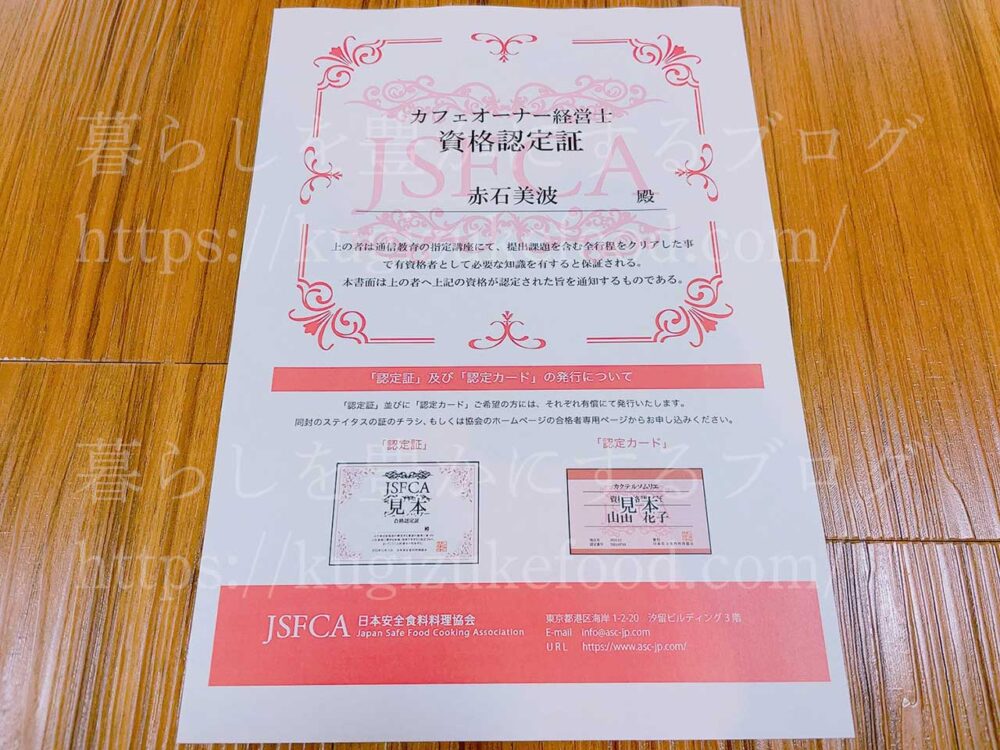 カフェオーナー経営士
資格認定証
JSFCA
赤石美波 殿
上の者は通信教育の指定講座にて、提出課題を含む全行程をクリアした事
で有資格者として必要な知識を有すると保証される。
本書面は上の者へ上記の資格が認定された旨を通知するものである。
暮らしを豊かにするブログ
https://kugizukefood.com/
「認定証」及び「認定カード」の発行について
「認定証」並びに「認定カード」ご希望の方には、それぞれ有償にて発行いたします。
同封のステイタスの証のチラシ、もしくは協会のホームページの合格者専用ページからお申し込みください。
「認定証」
「認定カード」
JSFCA
見本
合格認定証
カクテルソムリエ
見本
山山 花子
暮らしを豊かにするブログ
https://kugizukefood.com/
JSFCA 日本安全食料料理協会
Japan Safe Food Cooking Association
東京都港区海岸 1-2-20 汐留ビルディング 3 階
E-mail info@asc-jp.com
URL https://www.asc-jp.com/